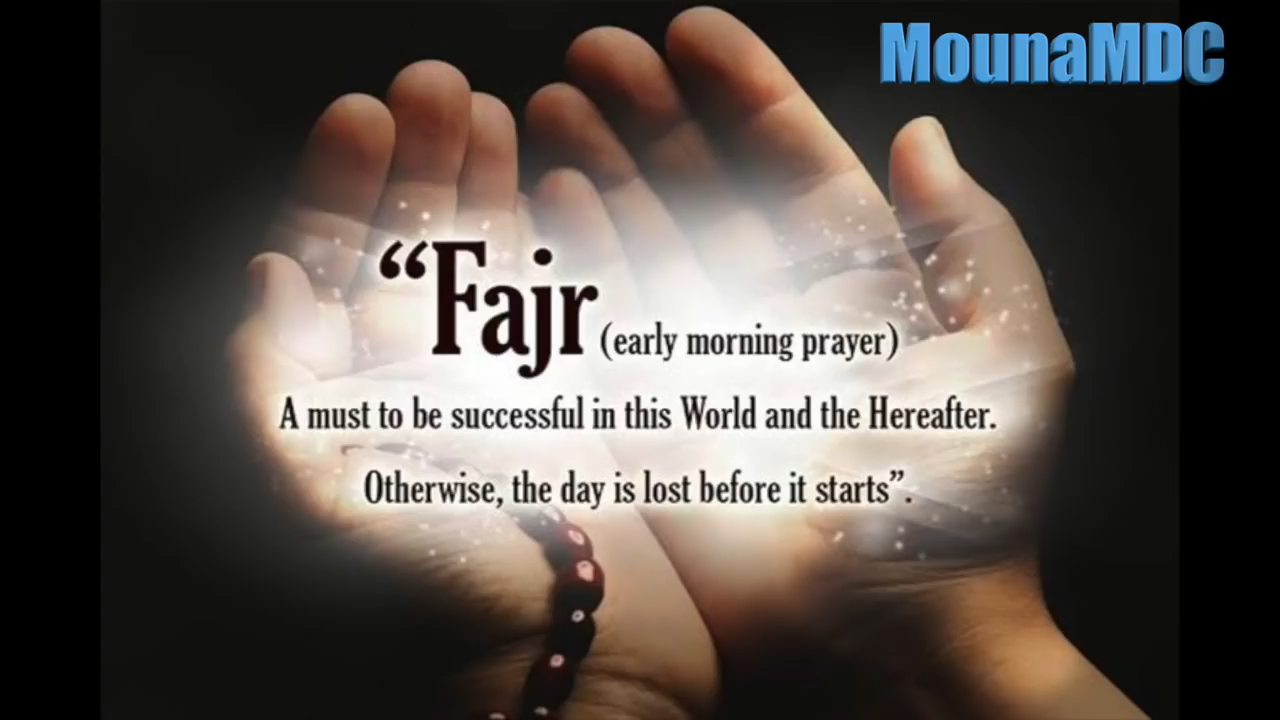 MounaMDC
“Fajr (early morning prayer)
A must to be successful in this World and the Hereafter.
Otherwise, the day is lost before it starts”.